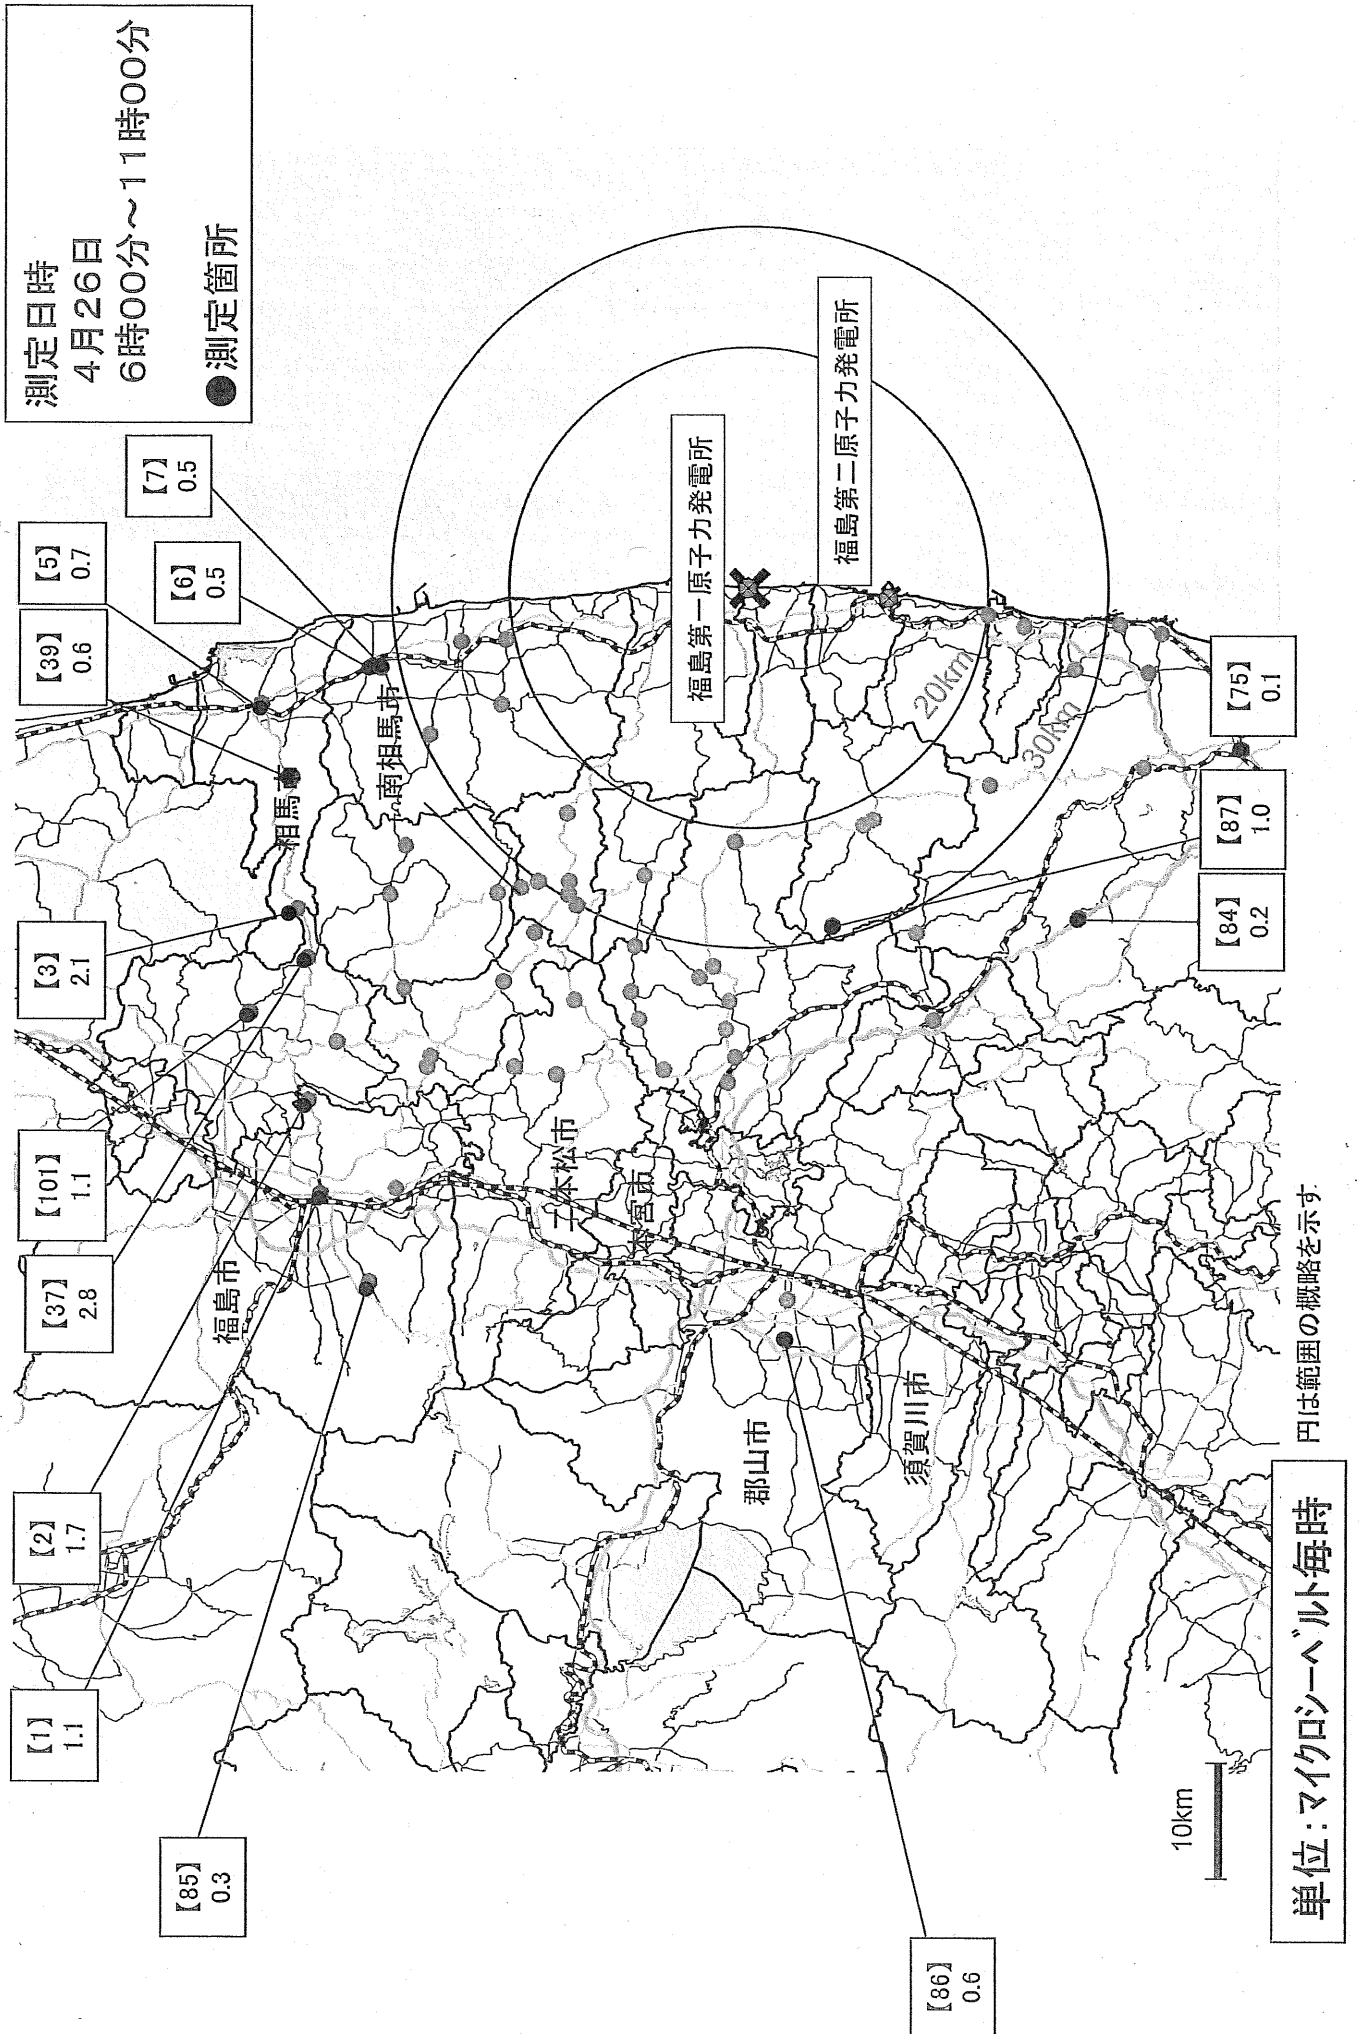 測定日時
4月26日
6時00分～11時00分
●測定箇所
【1】
1.1
【2】
1.7
【37】
2.8
【101】
1.1
【3】
2.1
【39】
0.6
【5】
0.7
【6】
0.5
【7】
0.5
【85】
0.3
【86】
0.6
【84】
0.2
【87】
1.0
【75】
0.1
福島市
相馬市
南相馬市
二本松市
本宮市
郡山市
須賀川市
福島第一原子力発電所
福島第二原子力発電所
20km
30km
10km
円は範囲の概略を示す
単位：マイクロシーベルト毎時